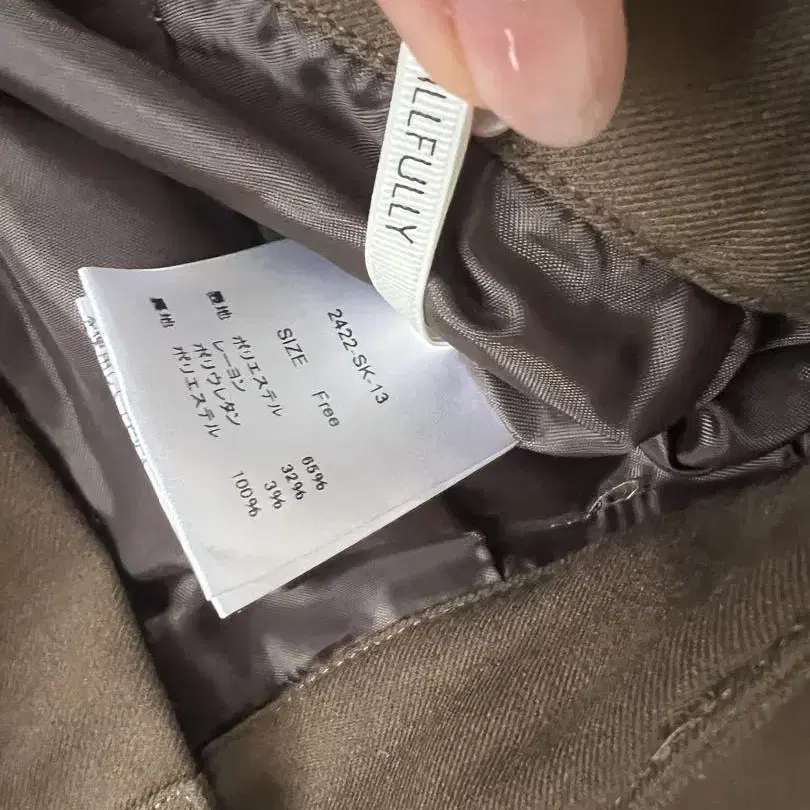 LLFULLY
2422-SK-13
SIZE Free
表地 ポリエステル 65%
レーヨン 32%
ポリウレタン 3%
裏地 ポリエステル 100%